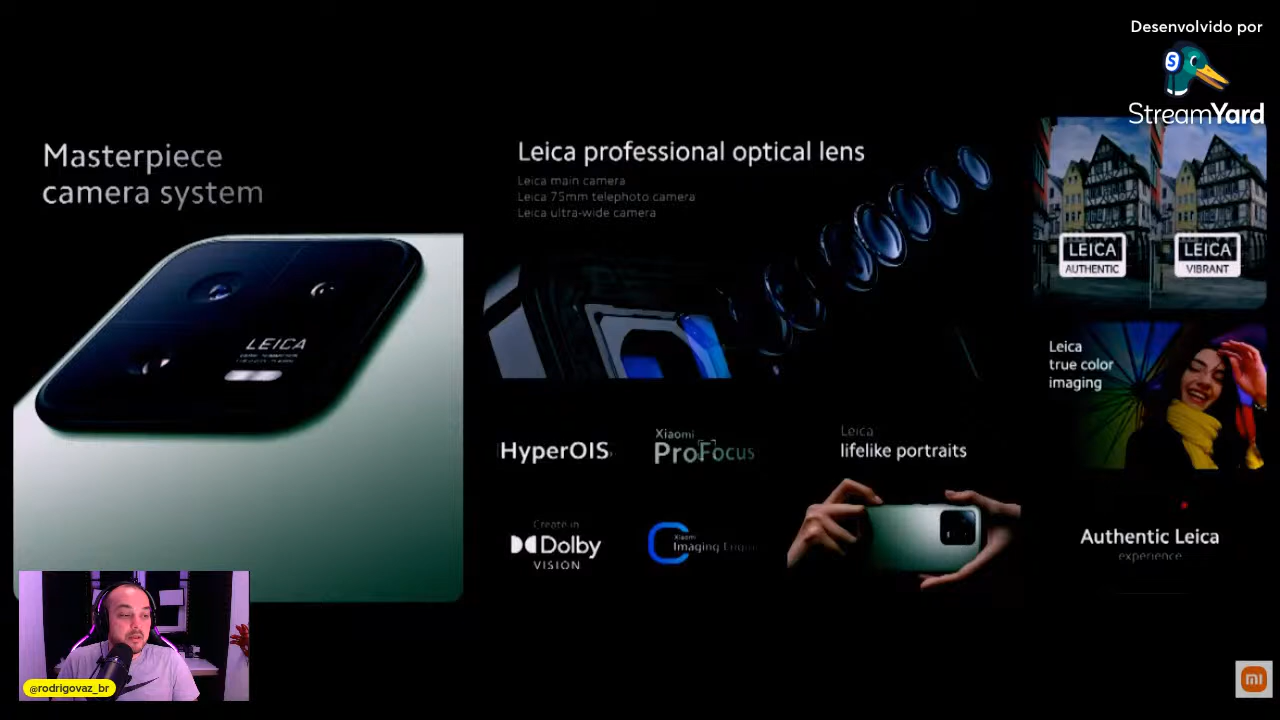 Desenvolvido por
StreamYard
Masterpiece
camera system
LEICA
Leica professional optical lens
Leica main camera
Leica 75mm telephoto camera
Leica ultra-wide camera
LEICA
AUTHENTIC
LEICA
VIBRANT
Leica
true color
imaging
HyperOIS
Xiaomi
ProFocus
Leica
lifelike portraits
Create in
Dolby
VISION
Xiaomi
Imaging Engine
Authentic Leica
experience
@rodrigovaz_br
mi